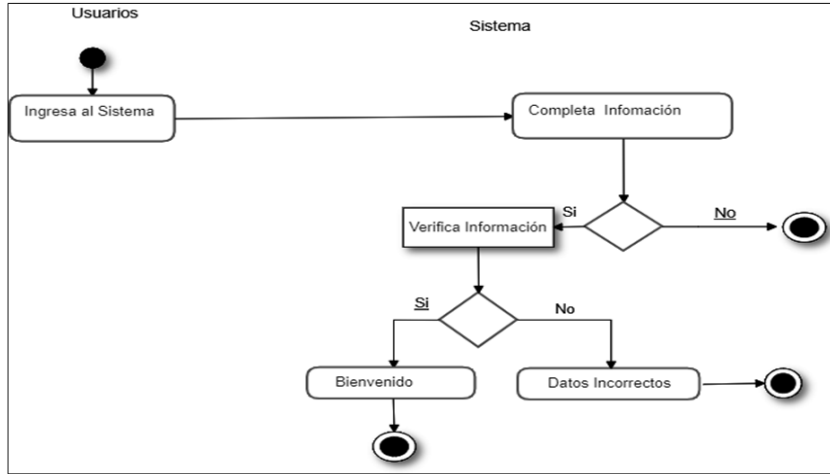 Usuarios
Sistema
Ingresa al Sistema
Completa Infomación
Si
No
Verifica Información
Si
No
Bienvenido
Datos Incorrectos